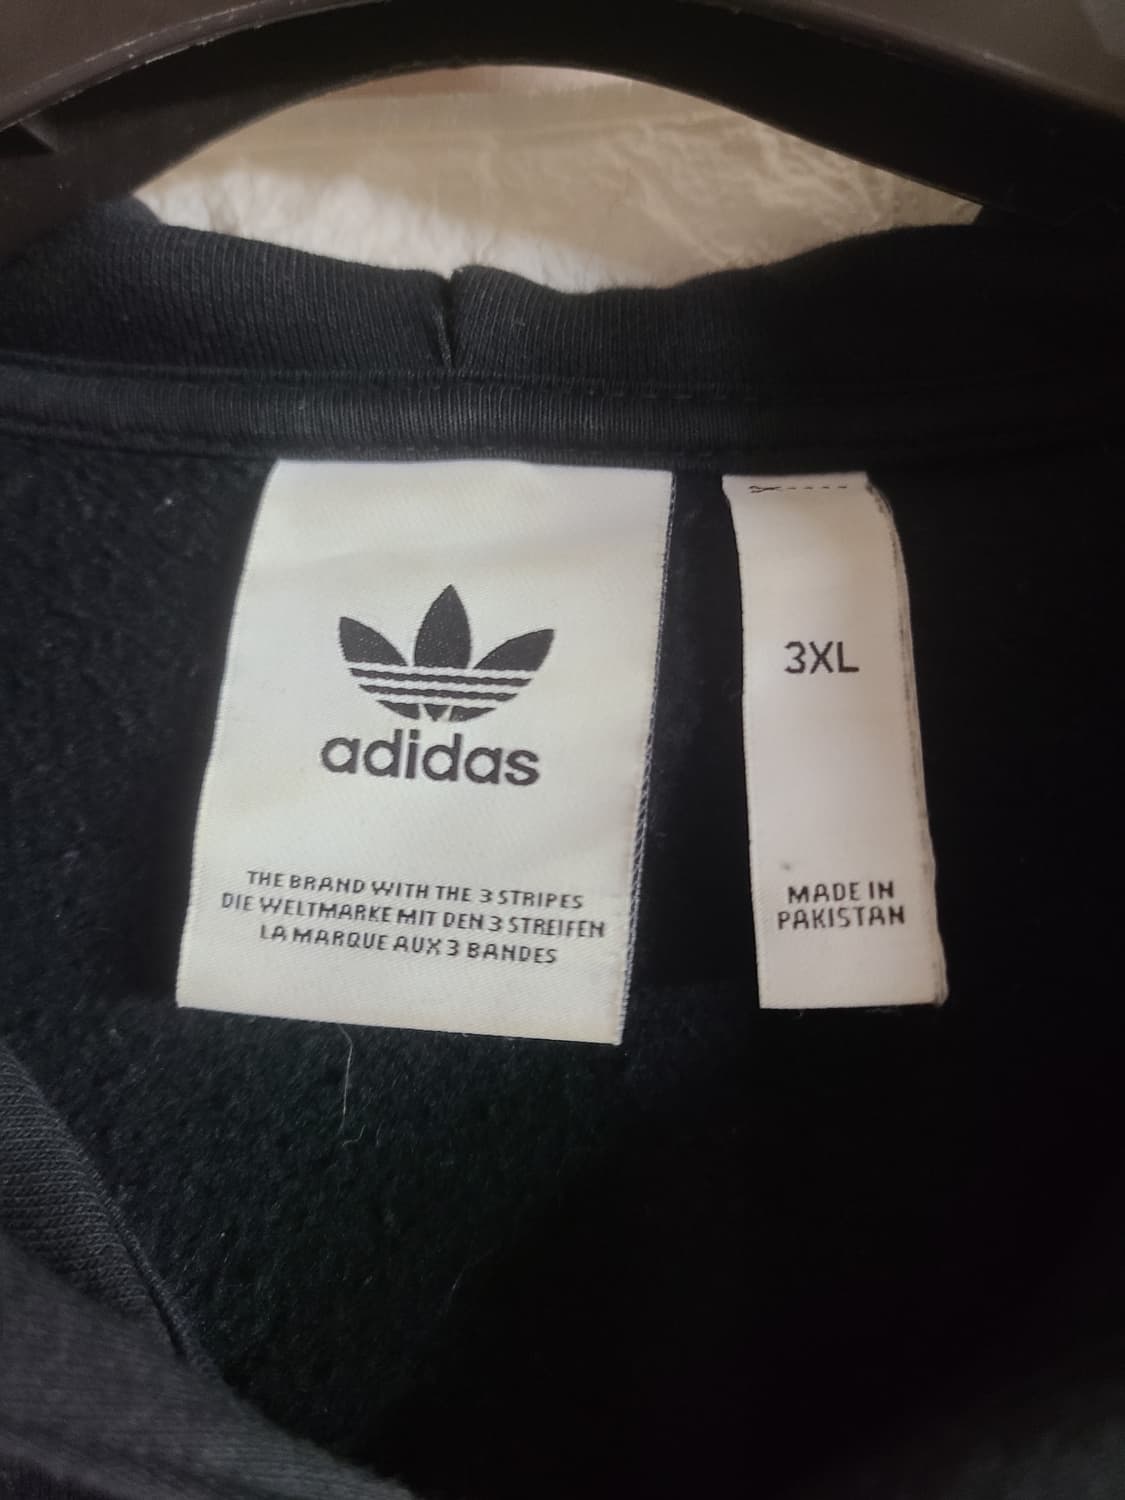 adidas
THE BRAND WITH THE 3 STRIPES
DIE WELTMARKE MIT DEN 3 STREIFEN
LA MARQUE AUX 3 BANDES
3XL
MADE IN
PAKISTAN